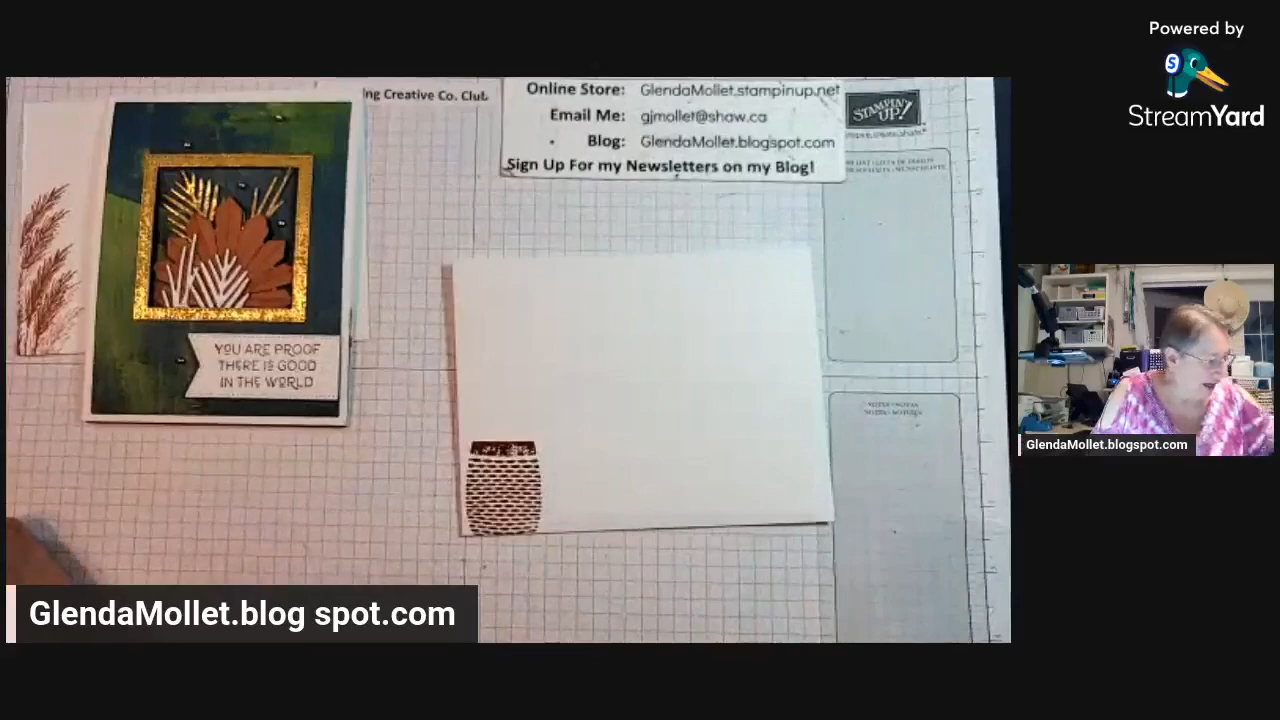 Powered by
S
StreamYard
ng Creative Co. Club
Online Store: GlendaMollet.stampinup.net
Email Me: gjmollet@shaw.ca
Blog: GlendaMollet.blogspot.com
Sign Up For my Newsletters on my Blog!
STAMPIN' UP!
YOU ARE PROOF
THERE IS GOOD
IN THE WORLD
GlendaMollet.blogspot.com
GlendaMollet.blog spot.com